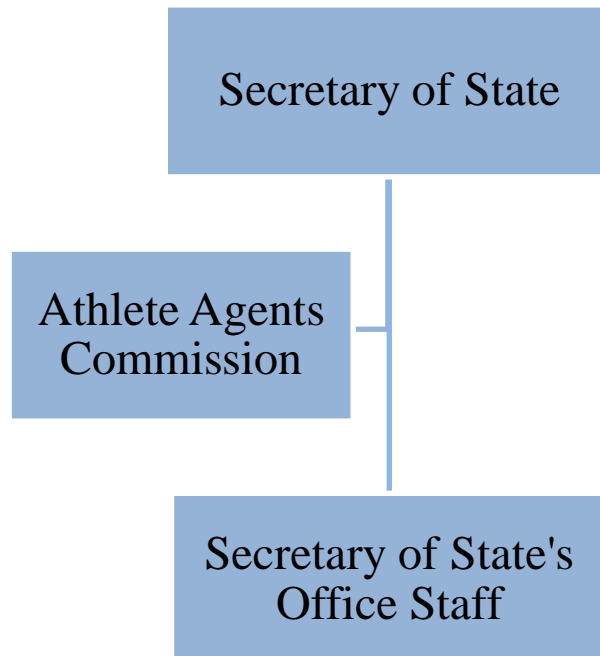 Secretary of State
Athlete Agents
Commission
Secretary of State's
Office Staff